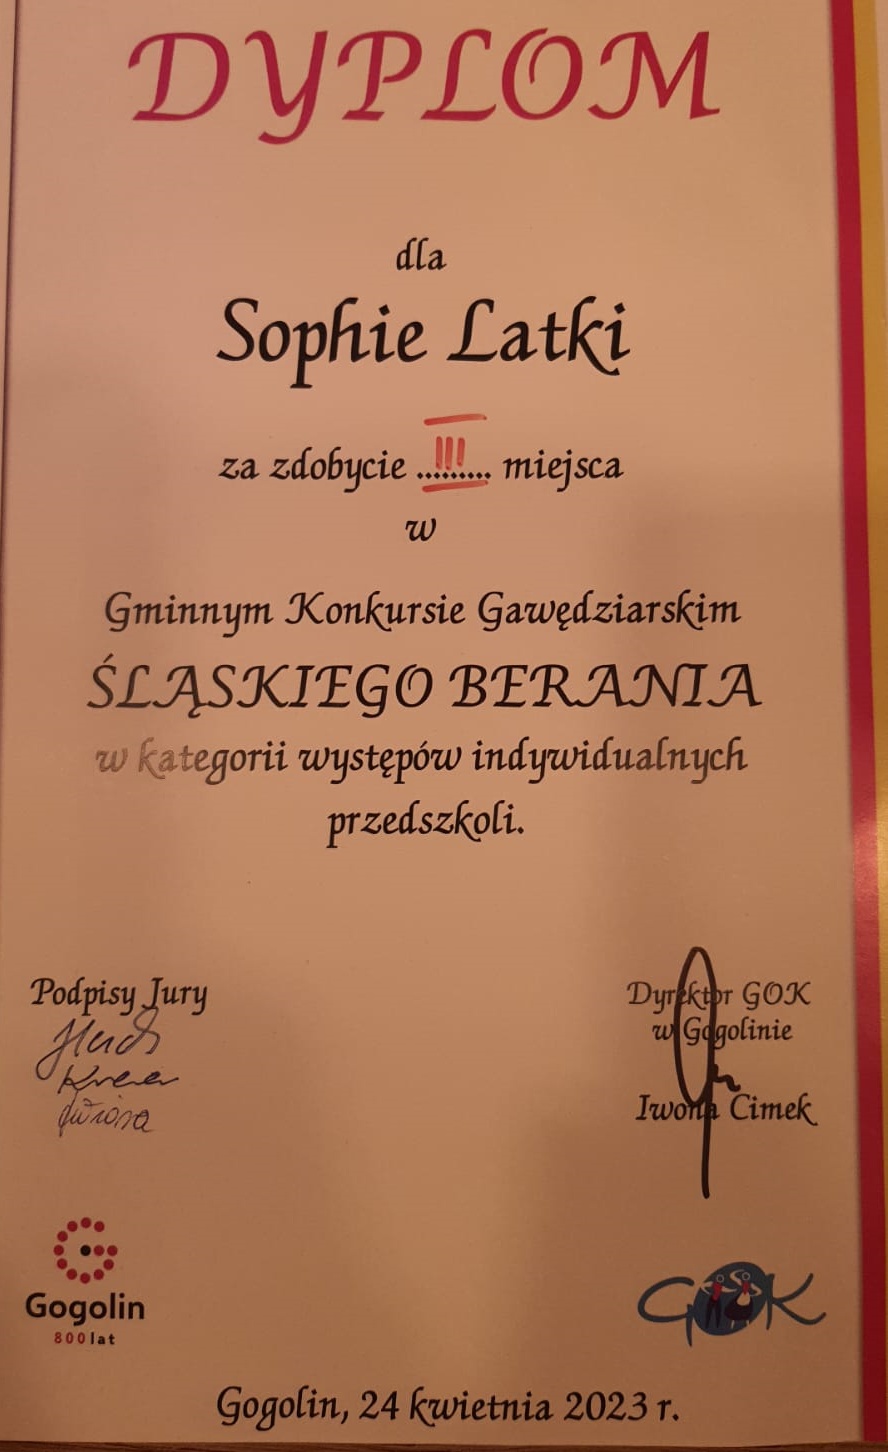 DYPLOM
dla
Sophie Latki
za zdobycie ....III.... miejsca
w
Gminnym Konkursie Gawędziarskim
ŚLĄSKIEGO BERANIA
w kategorii występów indywidualnych
przedszkoli.
Podpisy Jury
Dyrektor GOK
w Gogolinie
Iwona Cimek
Gogolin
800 lat
GOK
Gogolin, 24 kwietnia 2023 r.